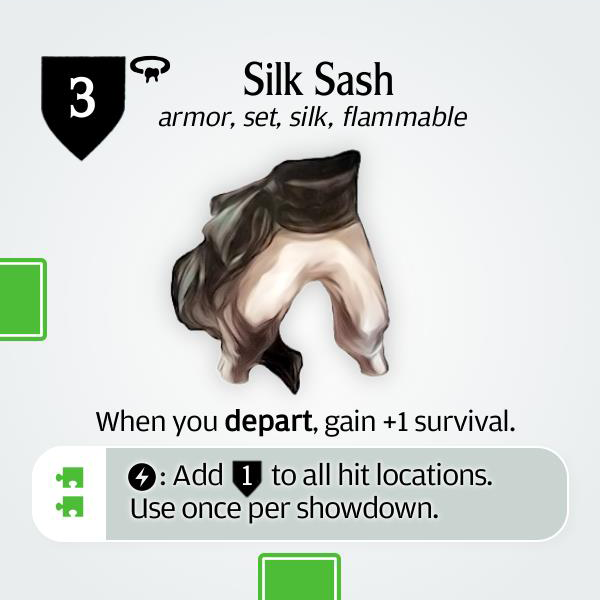 3
Silk Sash
armor, set, silk, flammable
When you depart, gain +1 survival.
: Add 1 to all hit locations.
Use once per showdown.